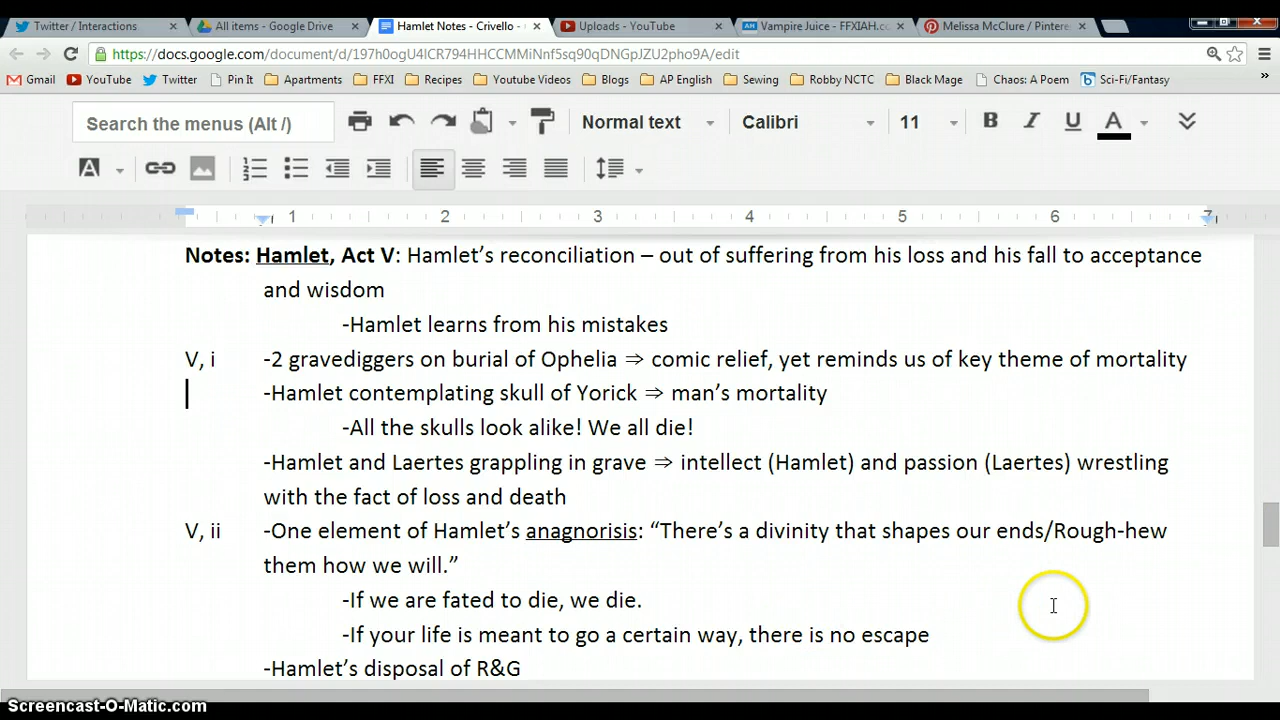 Twitter / Interactions
All items - Google Drive
Hamlet Notes - Crivello -
Uploads - YouTube
Vampire Juice - FFXIAH.co
Melissa McClure / Pintere
https://docs.google.com/document/d/197h0ogU4lCR794HHCCMMiNnf5sq90qDNGpJZU2pho9A/edit
Gmail YouTube Twitter Pin It Apartments FFXI Recipes Youtube Videos Blogs AP English Sewing Robby NCTC Black Mage Chaos: A Poem Sci-Fi/Fantasy »
Search the menus (Alt /) Normal text Calibri 11 B I U A
A
1 2 3 4 5 6 7
Notes: Hamlet, Act V: Hamlet’s reconciliation – out of suffering from his loss and his fall to acceptance
and wisdom
-Hamlet learns from his mistakes
V, i -2 gravediggers on burial of Ophelia ⇒ comic relief, yet reminds us of key theme of mortality
-Hamlet contemplating skull of Yorick ⇒ man’s mortality
-All the skulls look alike! We all die!
-Hamlet and Laertes grappling in grave ⇒ intellect (Hamlet) and passion (Laertes) wrestling
with the fact of loss and death
V, ii -One element of Hamlet’s anagnorisis: “There’s a divinity that shapes our ends/Rough-hew
them how we will.”
-If we are fated to die, we die.
-If your life is meant to go a certain way, there is no escape
-Hamlet’s disposal of R&G
Screencast-O-Matic.com